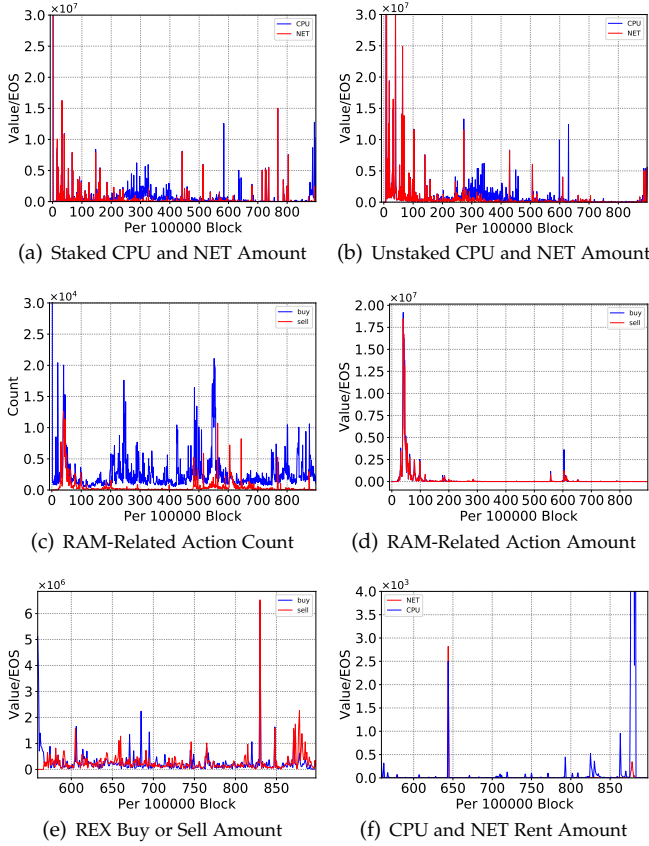 ×10⁷ ×10⁷
3.0 CPU 3.0 CPU
NET NET
2.5 2.5
2.0 2.0
1.5 1.5
1.0 1.0
0.5 0.5
0.0 0.0
Value/EOS Value/EOS
100 200 300 400 500 600 700 800 0 100 200 300 400 500 600 700 800
Per 100000 Block Per 100000 Block
(a) Staked CPU and NET Amount (b) Unstaked CPU and NET Amount
×10⁴ ×10⁷
3.0 buy 2.00 buy
sell sell
2.5 1.75
2.0 1.50
1.5 1.25
1.0 1.00
0.5 0.75
0.0 0.50
0.25
0.0
Count Value/EOS
0 100 200 300 400 500 600 700 800 0 100 200 300 400 500 600 700 800
Per 100000 Block Per 100000 Block
(c) RAM-Related Action Count (d) RAM-Related Action Amount
×10⁶ ×10³
buy 4.0 NET
sell CPU
6 3.5
5 3.0
4 2.5
3 2.0
2 1.5
1 1.0
0 0.5
0.0
Value/EOS Value/EOS
600 650 700 750 800 850 600 650 700 750 800 850
Per 100000 Block Per 100000 Block
(e) REX Buy or Sell Amount (f) CPU and NET Rent Amount